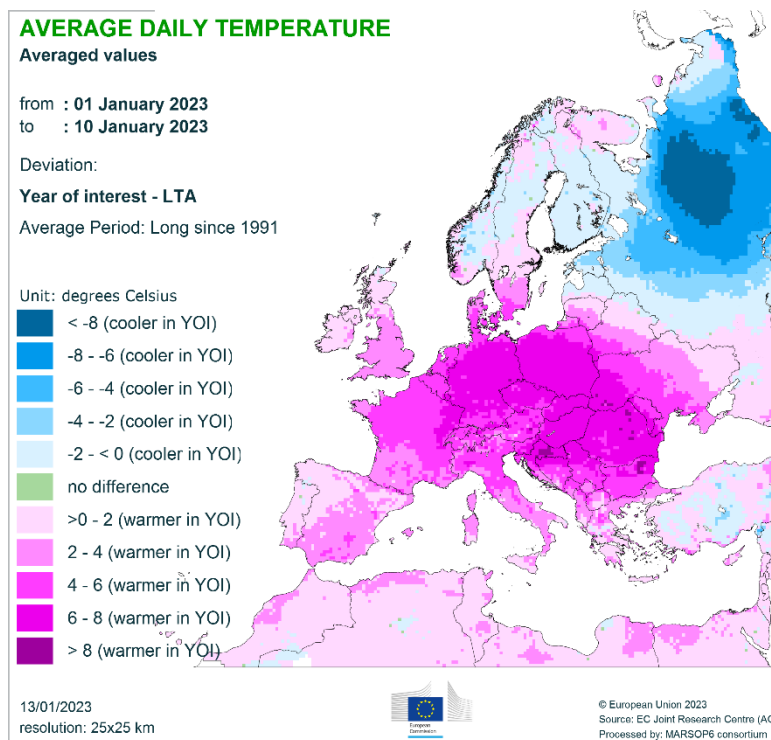 AVERAGE DAILY TEMPERATURE
Averaged values
from : 01 January 2023
to : 10 January 2023
Deviation:
Year of interest - LTA
Average Period: Long since 1991
Unit: degrees Celsius
< -8 (cooler in YOI)
-8 - -6 (cooler in YOI)
-6 - -4 (cooler in YOI)
-4 - -2 (cooler in YOI)
-2 - < 0 (cooler in YOI)
no difference
>0 - 2 (warmer in YOI)
2 - 4 (warmer in YOI)
4 - 6 (warmer in YOI)
6 - 8 (warmer in YOI)
> 8 (warmer in YOI)
13/01/2023
resolution: 25x25 km
European
Commission
© European Union 2023
Source: EC Joint Research Centre (AG
Processed by: MARSOP6 consortium